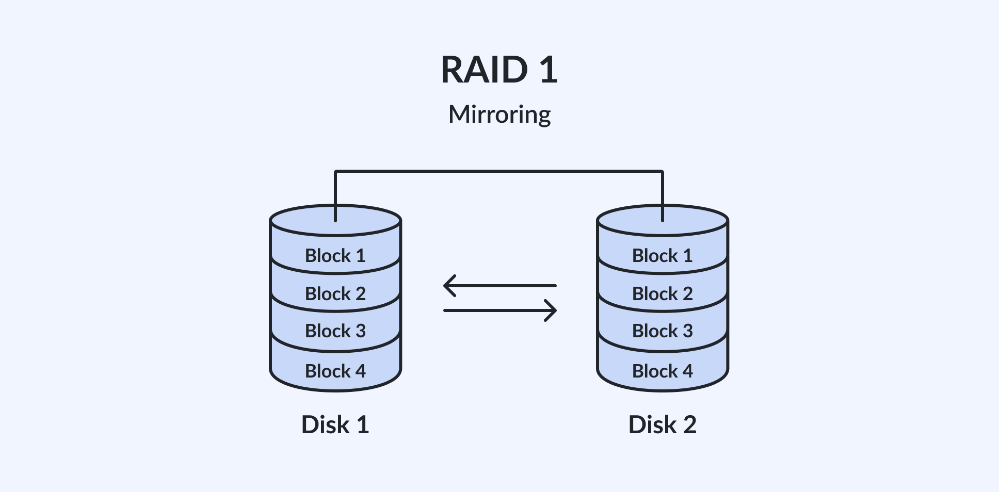 RAID 1
Mirroring
Block 1
Block 2
Block 3
Block 4
Disk 1
Block 1
Block 2
Block 3
Block 4
Disk 2